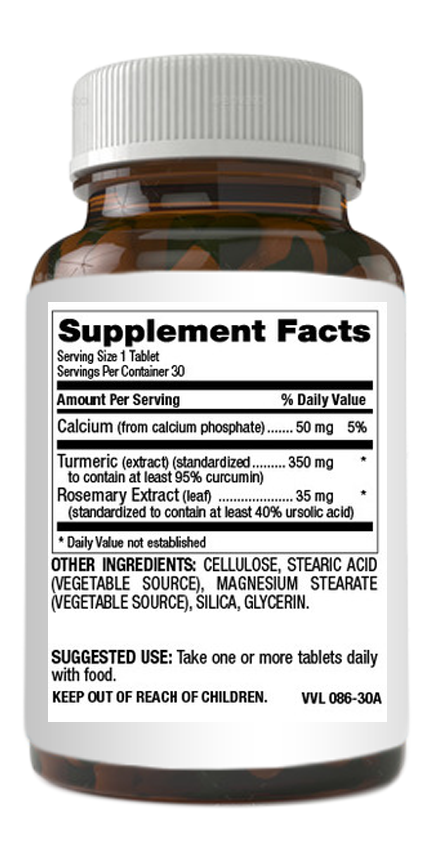 Supplement Facts
Serving Size 1 Tablet
Servings Per Container 30
Amount Per Serving % Daily Value
Calcium (from calcium phosphate)....... 50 mg 5%
Turmeric (extract) (standardized......... 350 mg *
to contain at least 95% curcumin)
Rosemary Extract (leaf) .................... 35 mg *
(standardized to contain at least 40% ursolic acid)
* Daily Value not established
OTHER INGREDIENTS: CELLULOSE, STEARIC ACID
(VEGETABLE SOURCE), MAGNESIUM STEARATE
(VEGETABLE SOURCE), SILICA, GLYCERIN.
SUGGESTED USE: Take one or more tablets daily
with food.
KEEP OUT OF REACH OF CHILDREN. VVL 086-30A